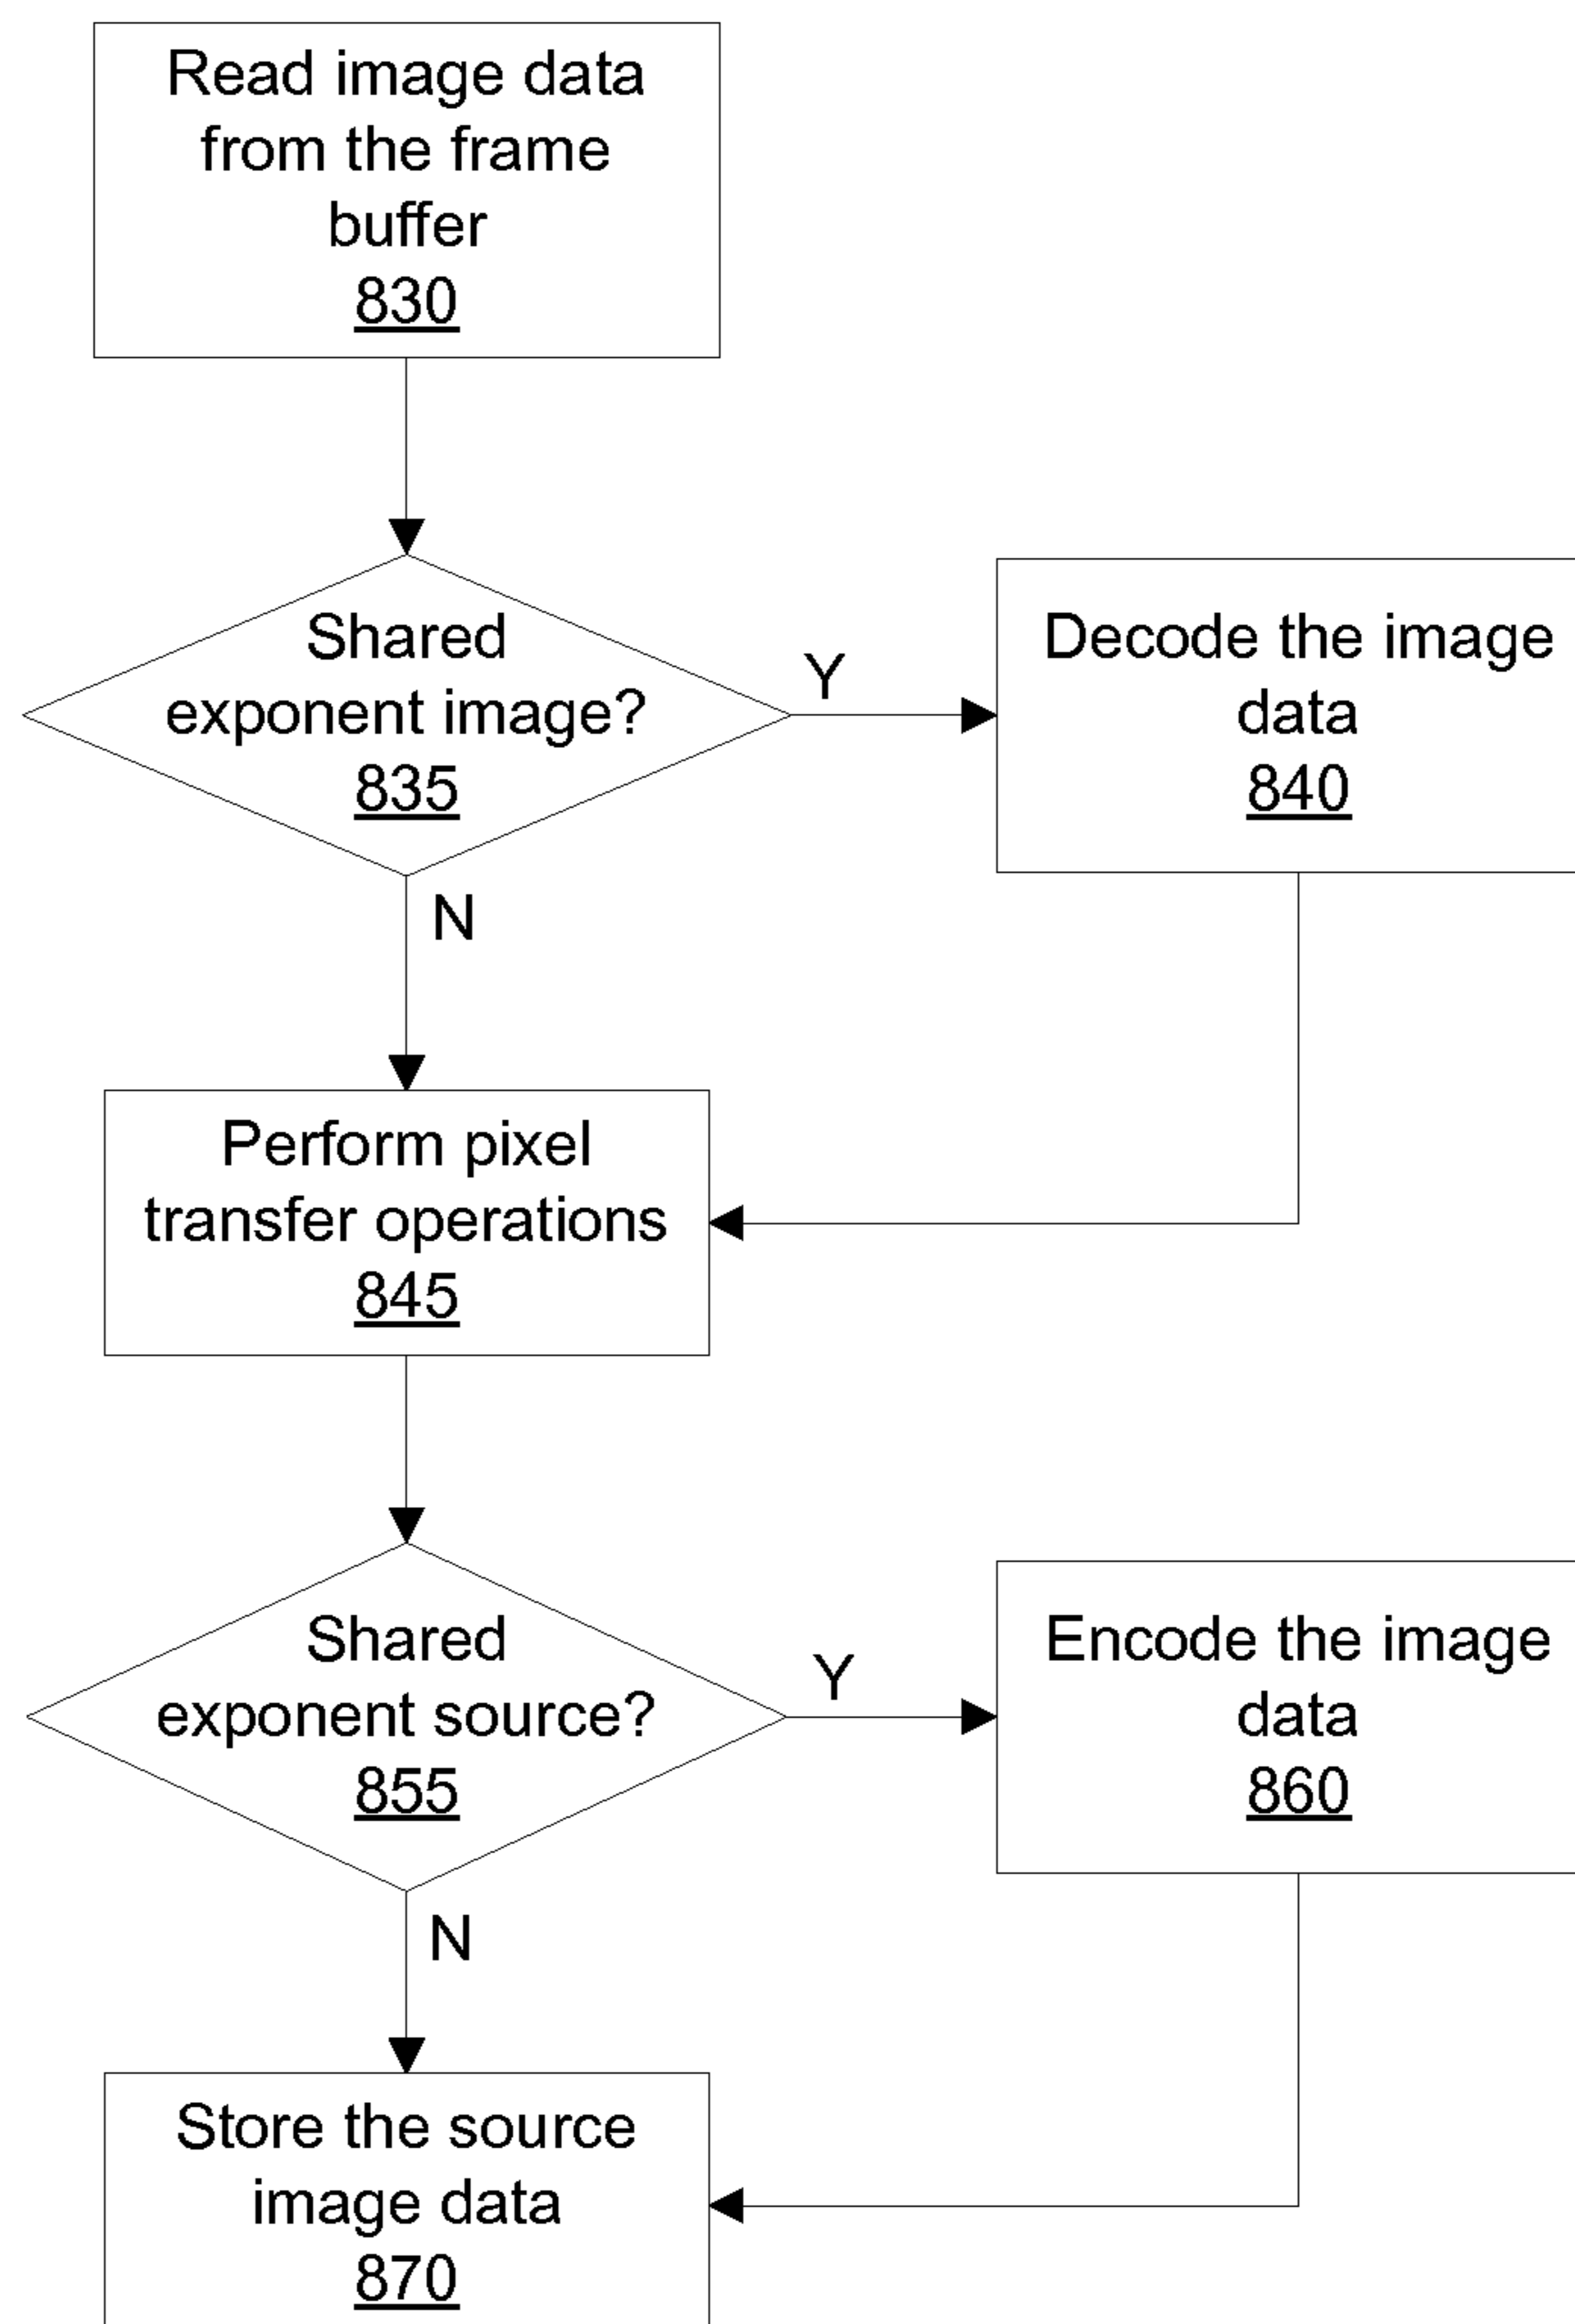 Read image data
from the frame
buffer
830
Shared
exponent image?
835
Y
Decode the image
data
840
N
Perform pixel
transfer operations
845
Shared
exponent source?
855
Y
Encode the image
data
860
N
Store the source
image data
870